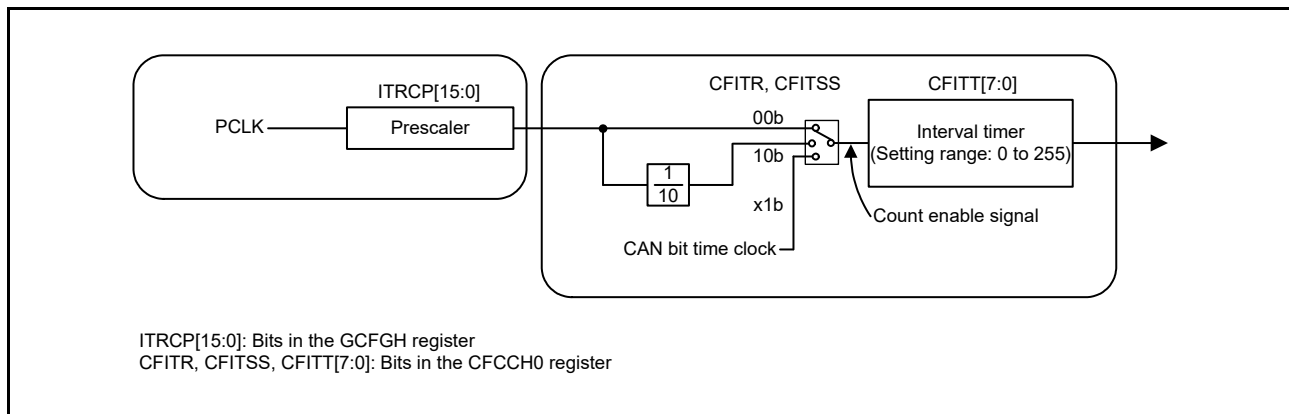 ITRCP[15:0]
PCLK
Prescaler
CFITR, CFITSS
00b
10b
x1b
1
10
CAN bit time clock
CFITT[7:0]
Interval timer
(Setting range: 0 to 255)
Count enable signal
ITRCP[15:0]: Bits in the GCFGH register
CFITR, CFITSS, CFITT[7:0]: Bits in the CFCCH0 register